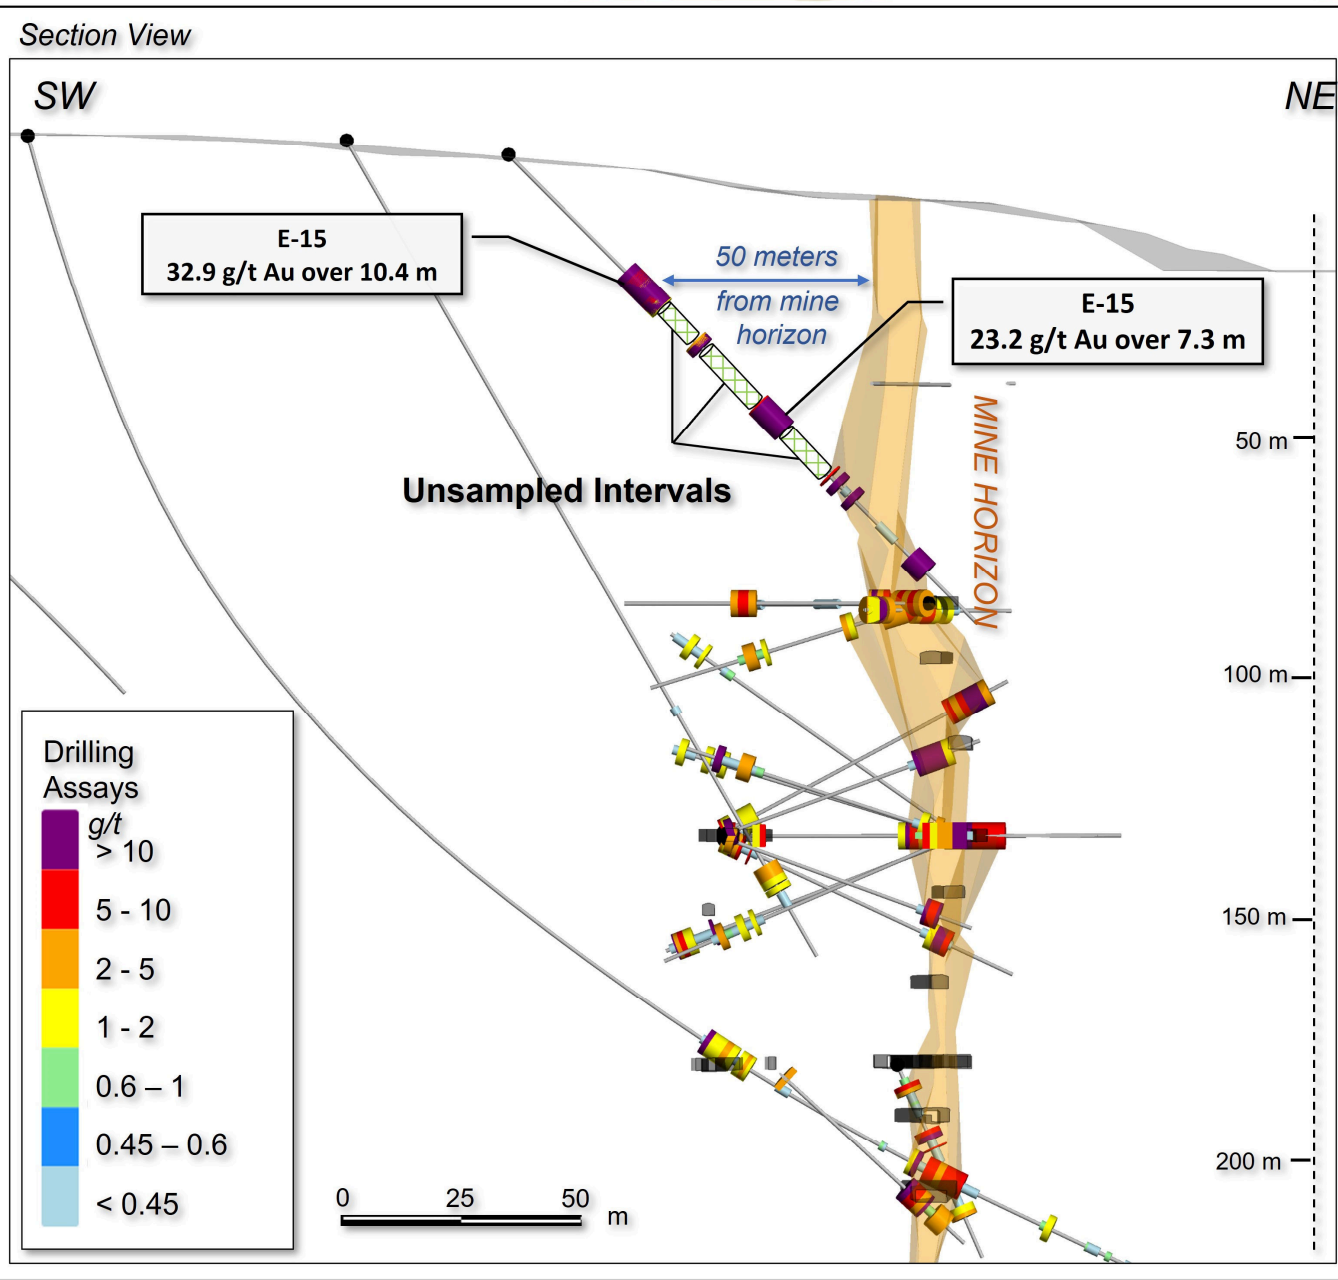 Section View
SW
NE
E-15
32.9 g/t Au over 10.4 m
50 meters
from mine
horizon
E-15
23.2 g/t Au over 7.3 m
MINE HORIZON
50 m
Unsampled Intervals
100 m
Drilling
Assays
g/t
> 10
5 - 10
2 - 5
1 - 2
0.6 – 1
0.45 – 0.6
< 0.45
150 m
200 m
0 25 50
m